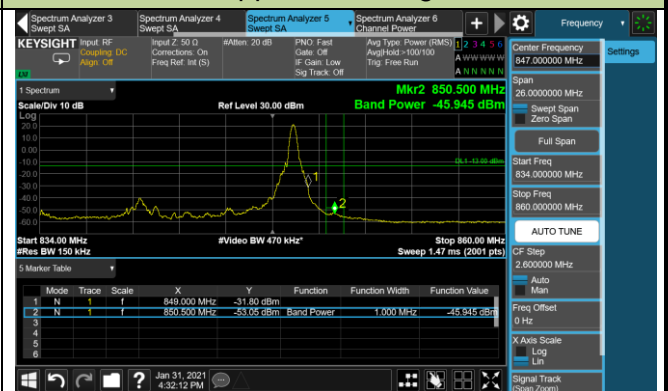 Spectrum Analyzer 3 Swept SA
Spectrum Analyzer 4 Swept SA
Spectrum Analyzer 5 Swept SA
Spectrum Analyzer 6 Channel Power
Frequency
KEYSIGHT
Input: RF
Coupling: DC
Align: Off
Input Z: 50 Ω
Corrections: On
Freq Ref: Int (S)
#Atten: 20 dB
PNO: Fast
Gate: Off
IF Gain: Low
Sig Track: Off
Avg Type: Power (RMS)
Avg|Hold:>100/100
Trig: Free Run
1 2 3 4 5 6
A W W W W W
A N N N N N
1 Spectrum
Scale/Div 10 dB
Ref Level 30.00 dBm
Mkr2 850.500 MHz
Band Power -45.945 dBm
Log
20.0
10.0
0.00
-10.0
-20.0
-30.0
-40.0
-50.0
-60.0
DL1 -13.00 dBm
1
2
Start 834.00 MHz
#Video BW 470 kHz*
Stop 860.00 MHz
#Res BW 150 kHz
Sweep 1.47 ms (2001 pts)
5 Marker Table
Mode Trace Scale X Y Function Function Width Function Value
1 N 1 f 849.000 MHz -31.80 dBm
2 N 1 f 850.500 MHz -53.05 dBm Band Power 1.000 MHz -45.945 dBm
3
4
5
6
Jan 31, 2021
4:32:12 PM
Center Frequency
847.000000 MHz
Settings
Span
26.0000000 MHz
Swept Span
Zero Span
Full Span
Start Freq
834.000000 MHz
Stop Freq
860.000000 MHz
AUTO TUNE
CF Step
2.600000 MHz
Auto
Man
Freq Offset
0 Hz
X Axis Scale
Log
Lin
Signal Track
(Span Zoom)